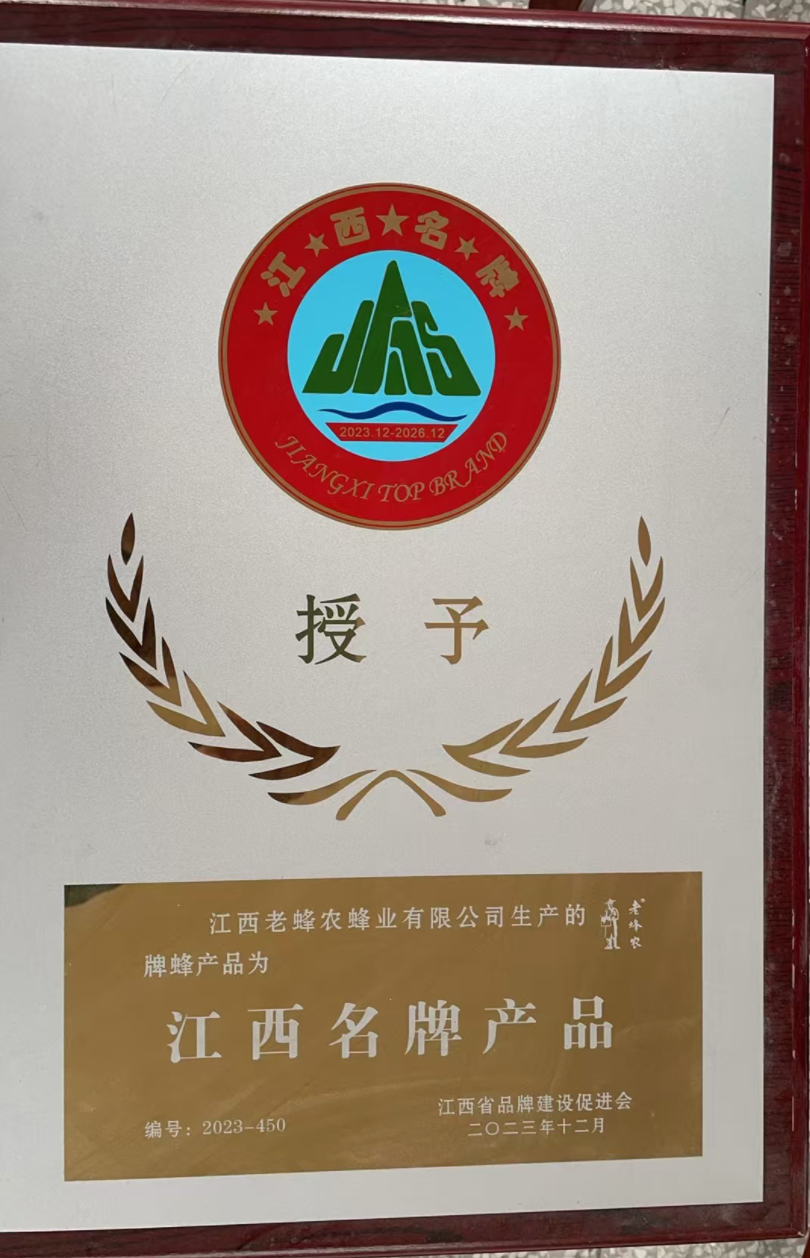 江★西★名★牌
JMS
2023.12-2026.12
JIANGXI TOP BRAND
授予
江西老蜂农蜂业有限公司生产的 老蜂农
牌蜂产品为
江西名牌产品
江西省品牌建设促进会
编号：2023-450
二〇二三年十二月